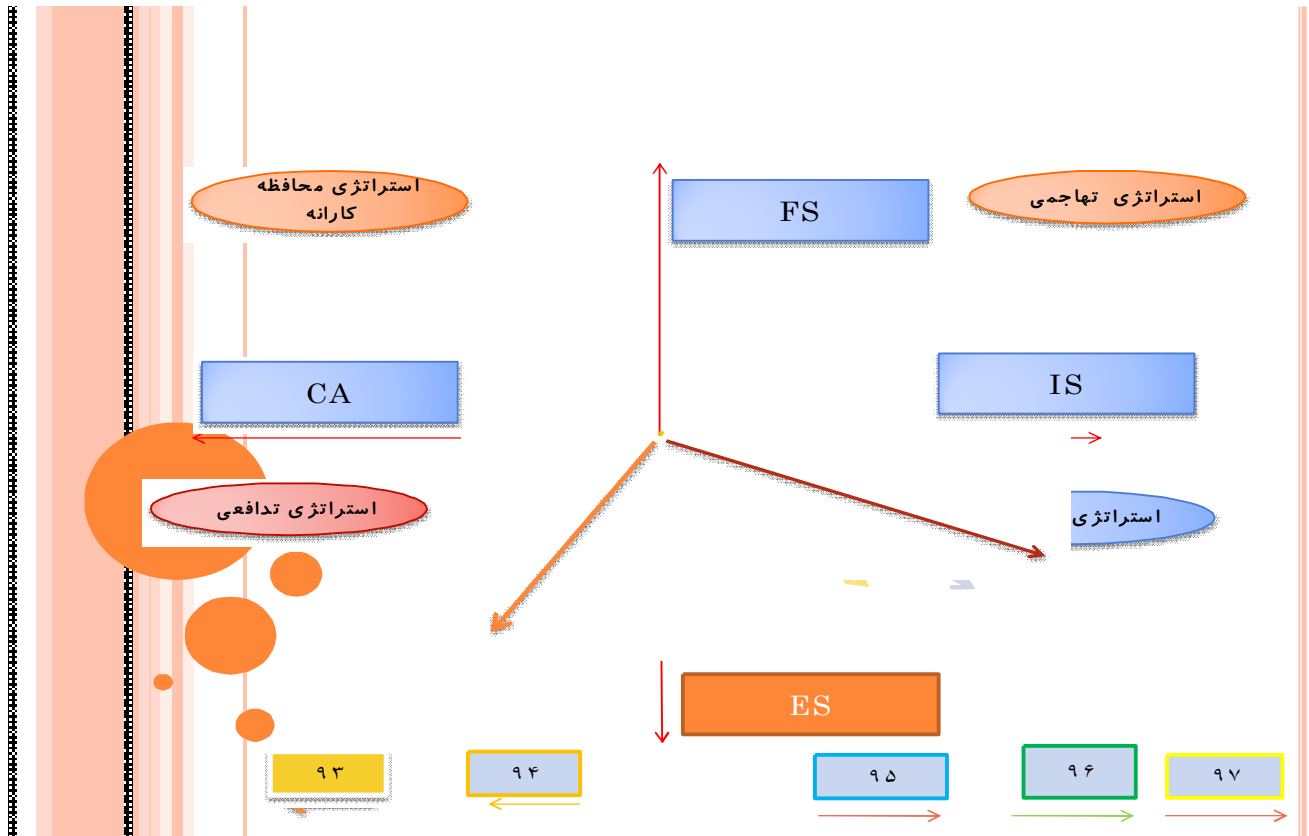 استراتژی محافظه
کارانه
FS
استراتژی تهاجمی
CA
IS
استراتژی تدافعی
استراتژی
ES
۹۳
۹۴
۹۵
۹۶
۹۷